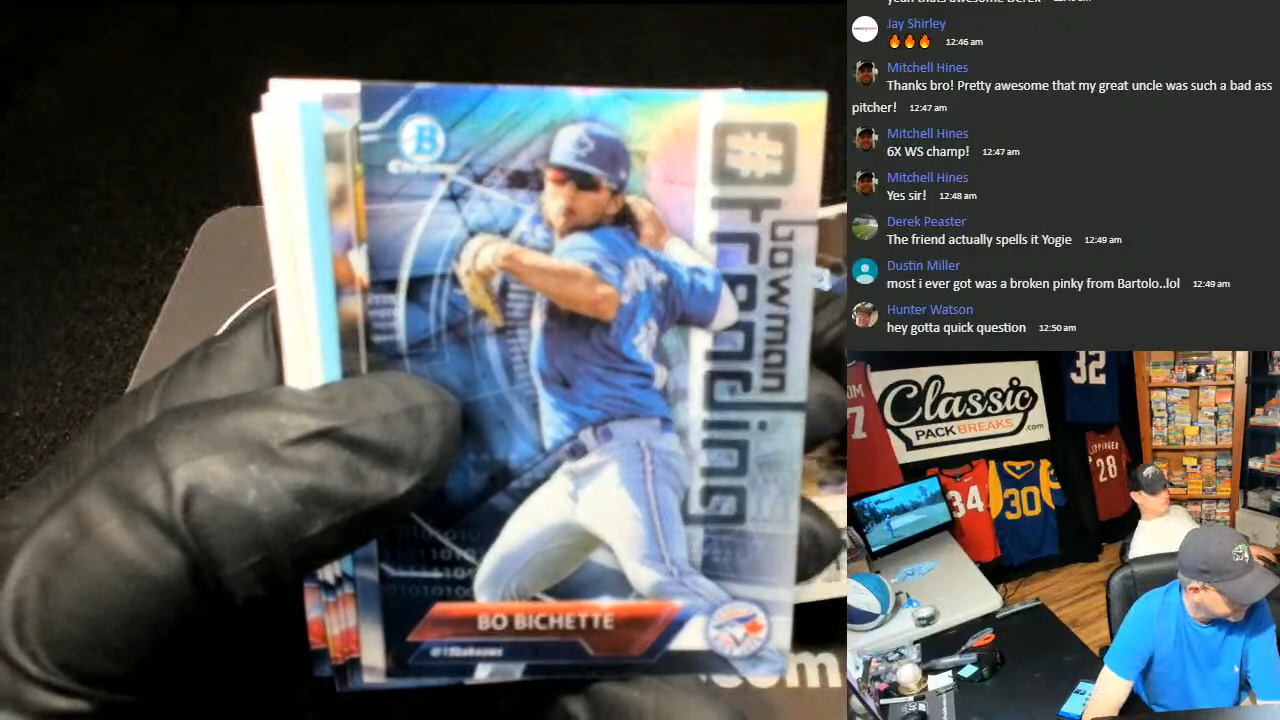 B
Chrome
#Trending
bowman
BO BICHETTE
.com
Jay Shirley
🔥🔥🔥 12:46 am
Mitchell Hines
Thanks bro! Pretty awesome that my great uncle was such a bad ass
pitcher! 12:47 am
Mitchell Hines
6X WS champ! 12:47 am
Mitchell Hines
Yes sir! 12:48 am
Derek Peaster
The friend actually spells it Yogie 12:49 am
Dustin Miller
most i ever got was a broken pinky from Bartolo..lol 12:49 am
Hunter Watson
hey gotta quick question 12:50 am
Classic
PACKBREAKS.com
32
7
34
30
28